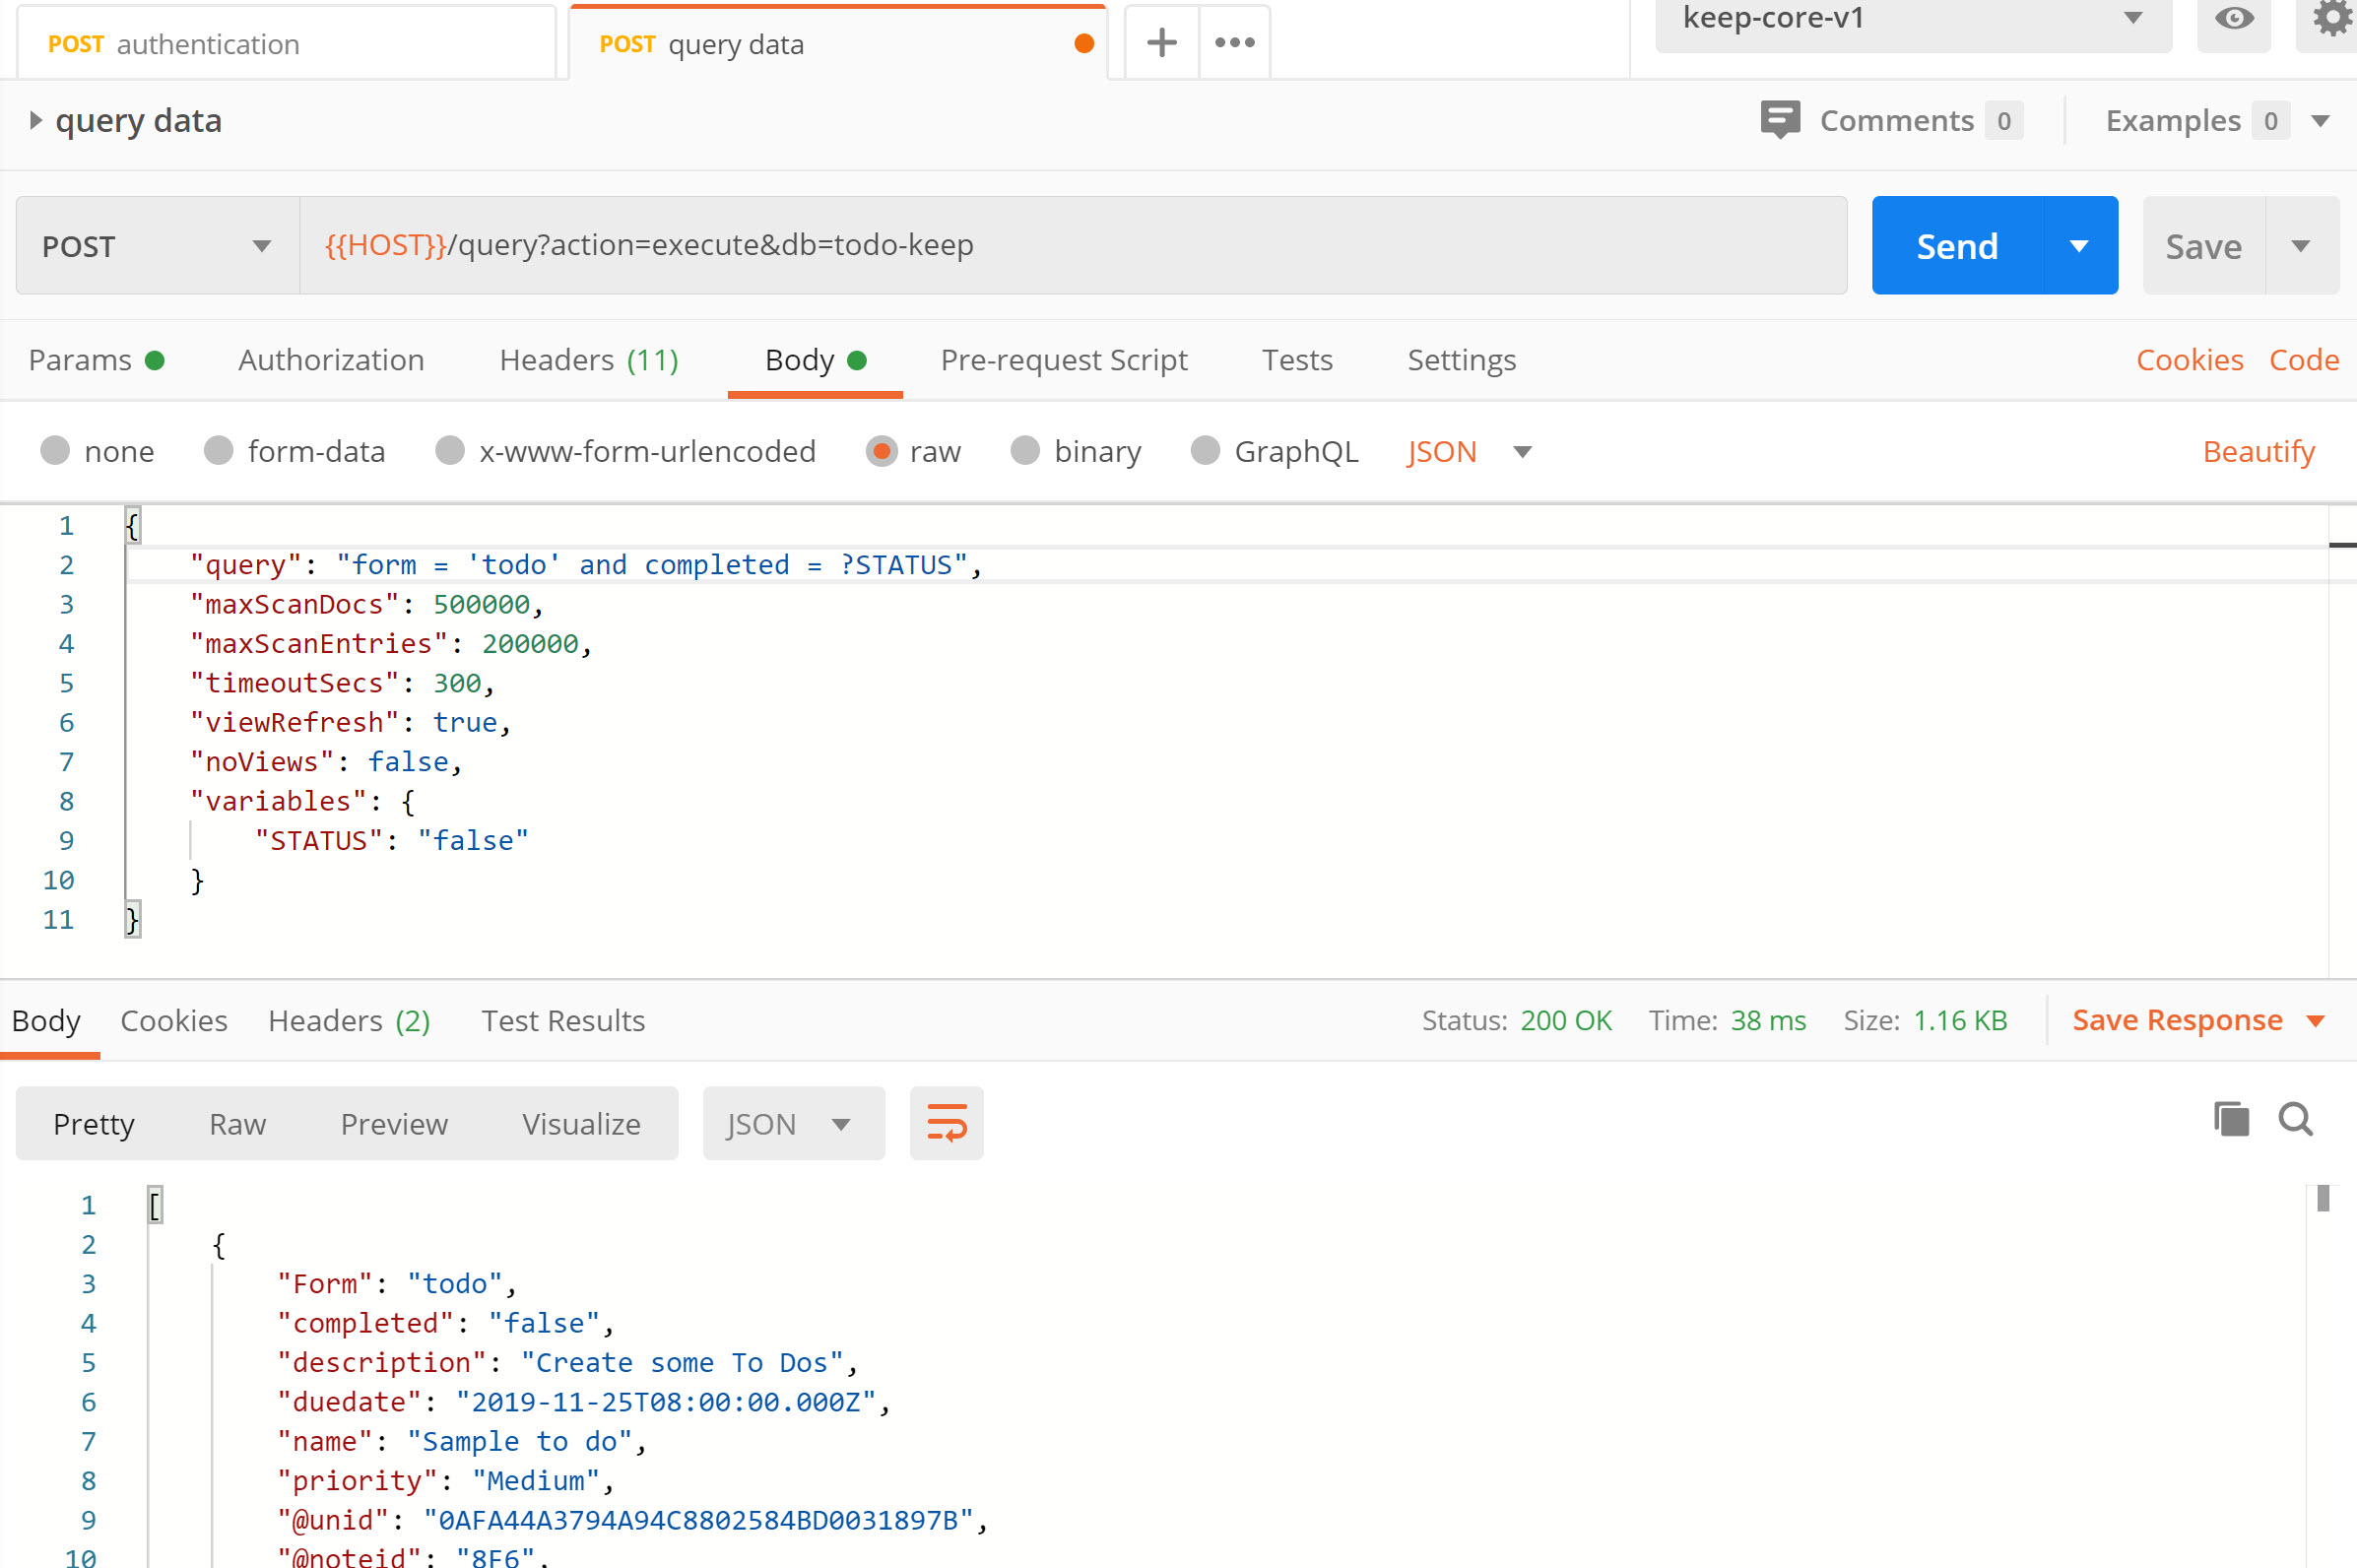 POST authentication
POST query data
keep-core-v1
query data
Comments 0
Examples 0
POST
{{HOST}}/query?action=execute&db=todo-keep
Send
Save
Params
Authorization
Headers (11)
Body
Pre-request Script
Tests
Settings
Cookies
Code
none
form-data
x-www-form-urlencoded
raw
binary
GraphQL
JSON
Beautify
1 {
2 "query": "form = 'todo' and completed = ?STATUS",
3 "maxScanDocs": 500000,
4 "maxScanEntries": 200000,
5 "timeoutSecs": 300,
6 "viewRefresh": true,
7 "noViews": false,
8 "variables": {
9 "STATUS": "false"
10 }
11 }
Body
Cookies
Headers (2)
Test Results
Status: 200 OK
Time: 38 ms
Size: 1.16 KB
Save Response
Pretty
Raw
Preview
Visualize
JSON
1 [
2 {
3 "Form": "todo",
4 "completed": "false",
5 "description": "Create some To Dos",
6 "duedate": "2019-11-25T08:00:00.000Z",
7 "name": "Sample to do",
8 "priority": "Medium",
9 "@unid": "0AFA44A3794A94C8802584BD0031897B",
10 "@noteid": "8F6",